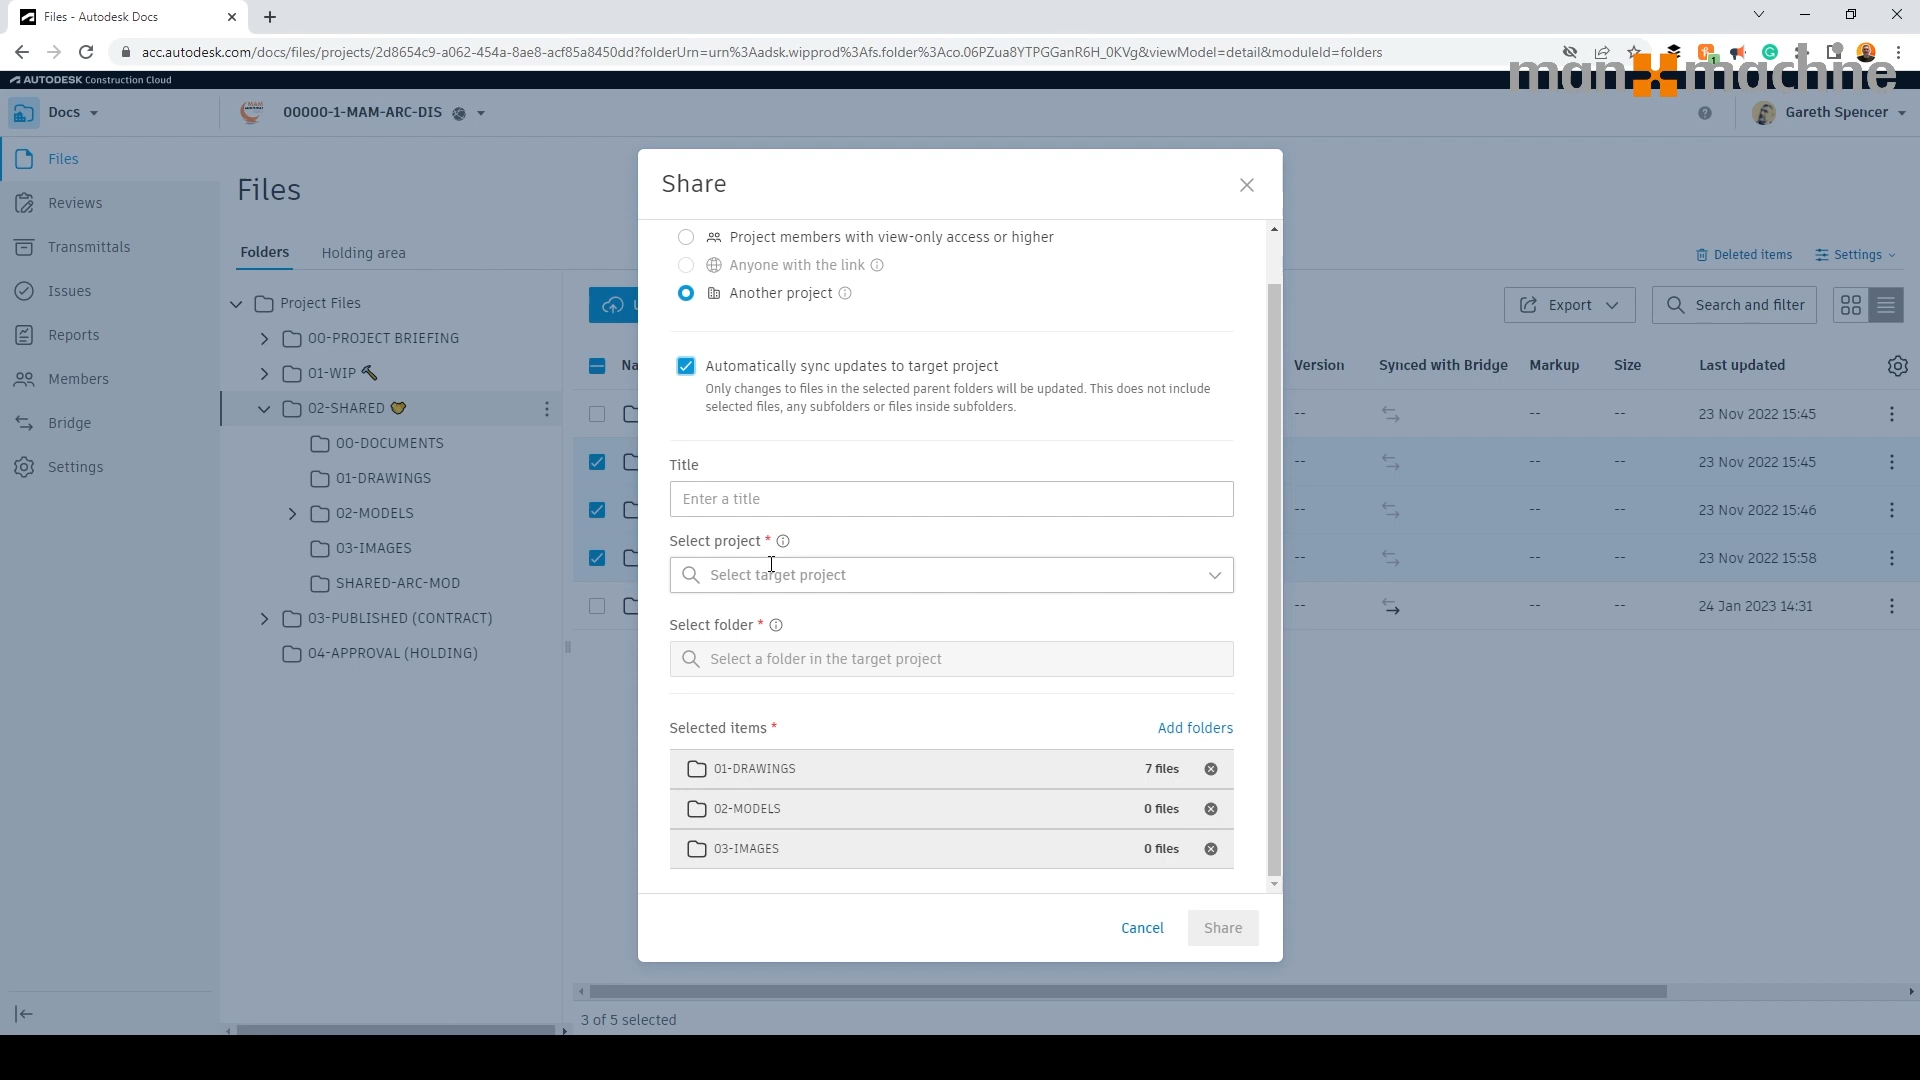 Files - Autodesk Docs
acc.autodesk.com/docs/files/projects/2d8654c9-a062-454a-8ae8-acf85a8450dd?folderUrn=urn%3Aadsk.wipprod%3Afs.folder%3Aco.06PZua8YTPGGanR6H_0KVg&viewModel=detail&moduleId=folders
AUTODESK Construction Cloud
man machine
Docs
00000-1-MAM-ARC-DIS
Gareth Spencer
Files
Reviews
Transmittals
Issues
Reports
Members
Bridge
Settings
Files
Folders
Holding area
Deleted items
Settings
Project Files
00-PROJECT BRIEFING
01-WIP
02-SHARED
00-DOCUMENTS
01-DRAWINGS
02-MODELS
03-IMAGES
SHARED-ARC-MOD
03-PUBLISHED (CONTRACT)
04-APPROVAL (HOLDING)
Export
Search and filter
Na
Version
Synced with Bridge
Markup
Size
Last updated
-- -- -- 23 Nov 2022 15:45
-- -- -- 23 Nov 2022 15:45
-- -- -- 23 Nov 2022 15:46
-- -- -- 23 Nov 2022 15:58
-- -- -- 24 Jan 2023 14:31
3 of 5 selected
Share
Project members with view-only access or higher
Anyone with the link
Another project
Automatically sync updates to target project
Only changes to files in the selected parent folders will be updated. This does not include
selected files, any subfolders or files inside subfolders.
Title
Enter a title
Select project *
Select target project
Select folder *
Select a folder in the target project
Selected items *
Add folders
01-DRAWINGS 7 files
02-MODELS 0 files
03-IMAGES 0 files
Cancel
Share